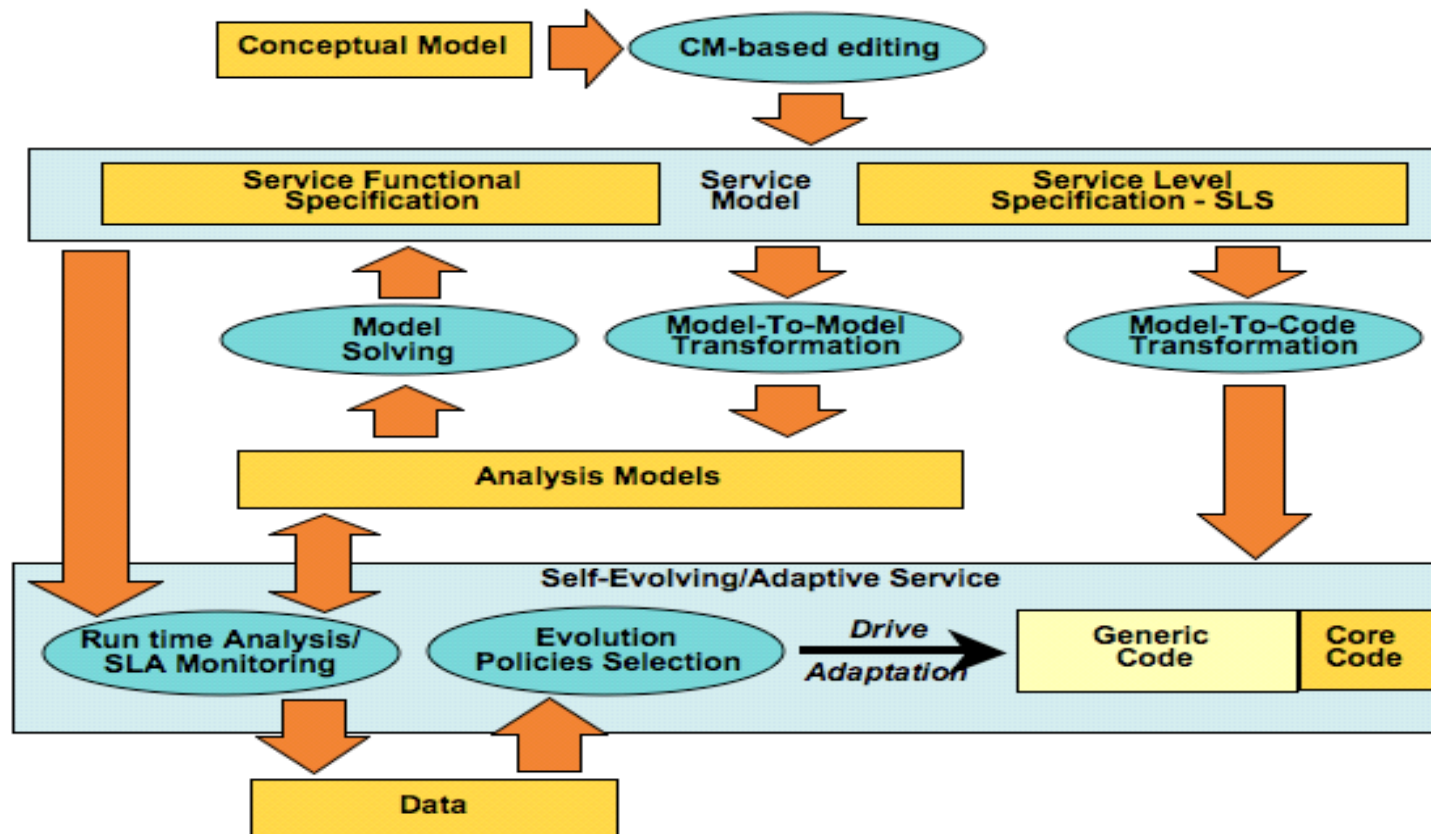 Conceptual Model
CM-based editing
Service Functional
Specification
Service
Model
Service Level
Specification - SLS
Model
Solving
Model-To-Model
Transformation
Model-To-Code
Transformation
Analysis Models
Self-Evolving/Adaptive Service
Run time Analysis/
SLA Monitoring
Evolution
Policies Selection
Drive
Adaptation
Generic
Code
Core
Code
Data